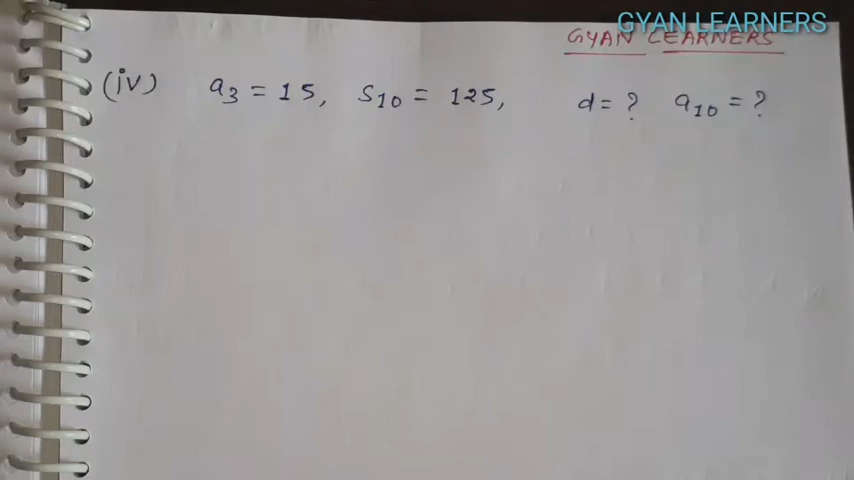 GYAN LEARNERS
GYAN LEARNERS
(iv) a3 = 15, S10 = 125, d = ? a10 = ?